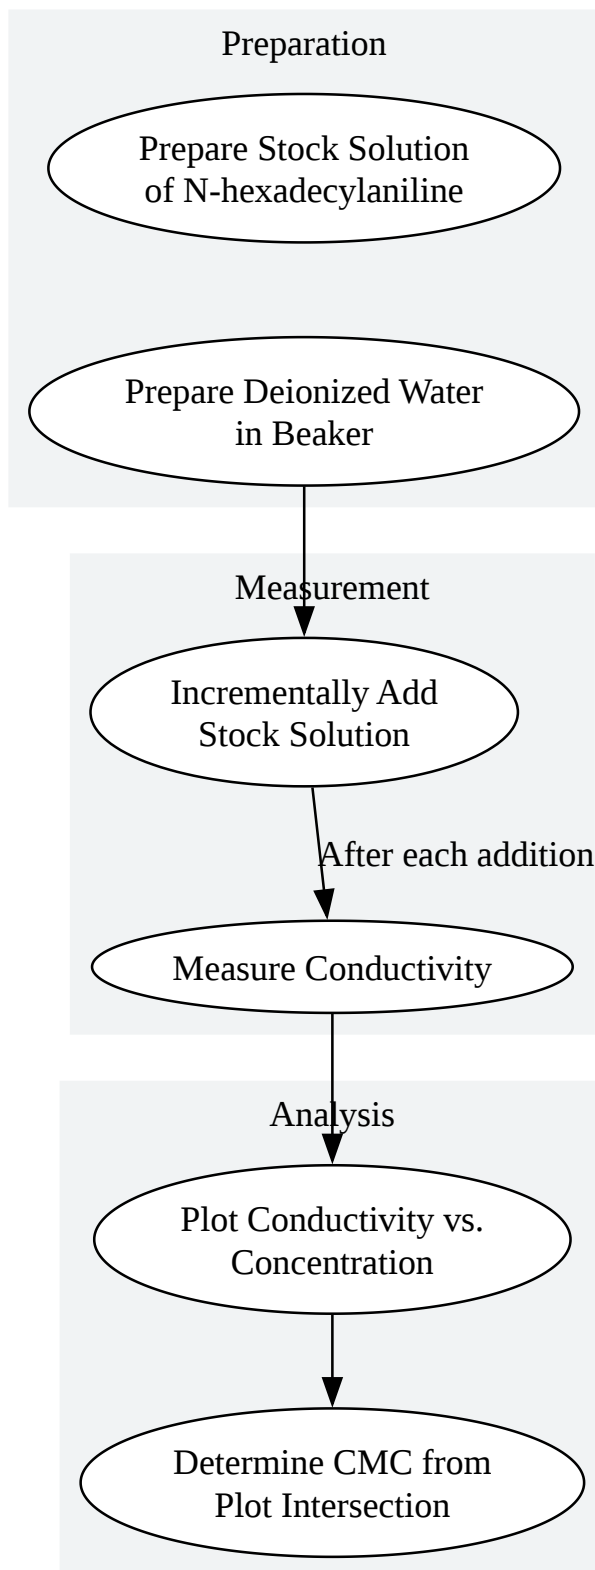 Preparation
Prepare Stock Solution
of N-hexadecylaniline
Prepare Deionized Water
in Beaker
Measurement
Incrementally Add
Stock Solution
After each addition
Measure Conductivity
Analysis
Plot Conductivity vs.
Concentration
Determine CMC from
Plot Intersection